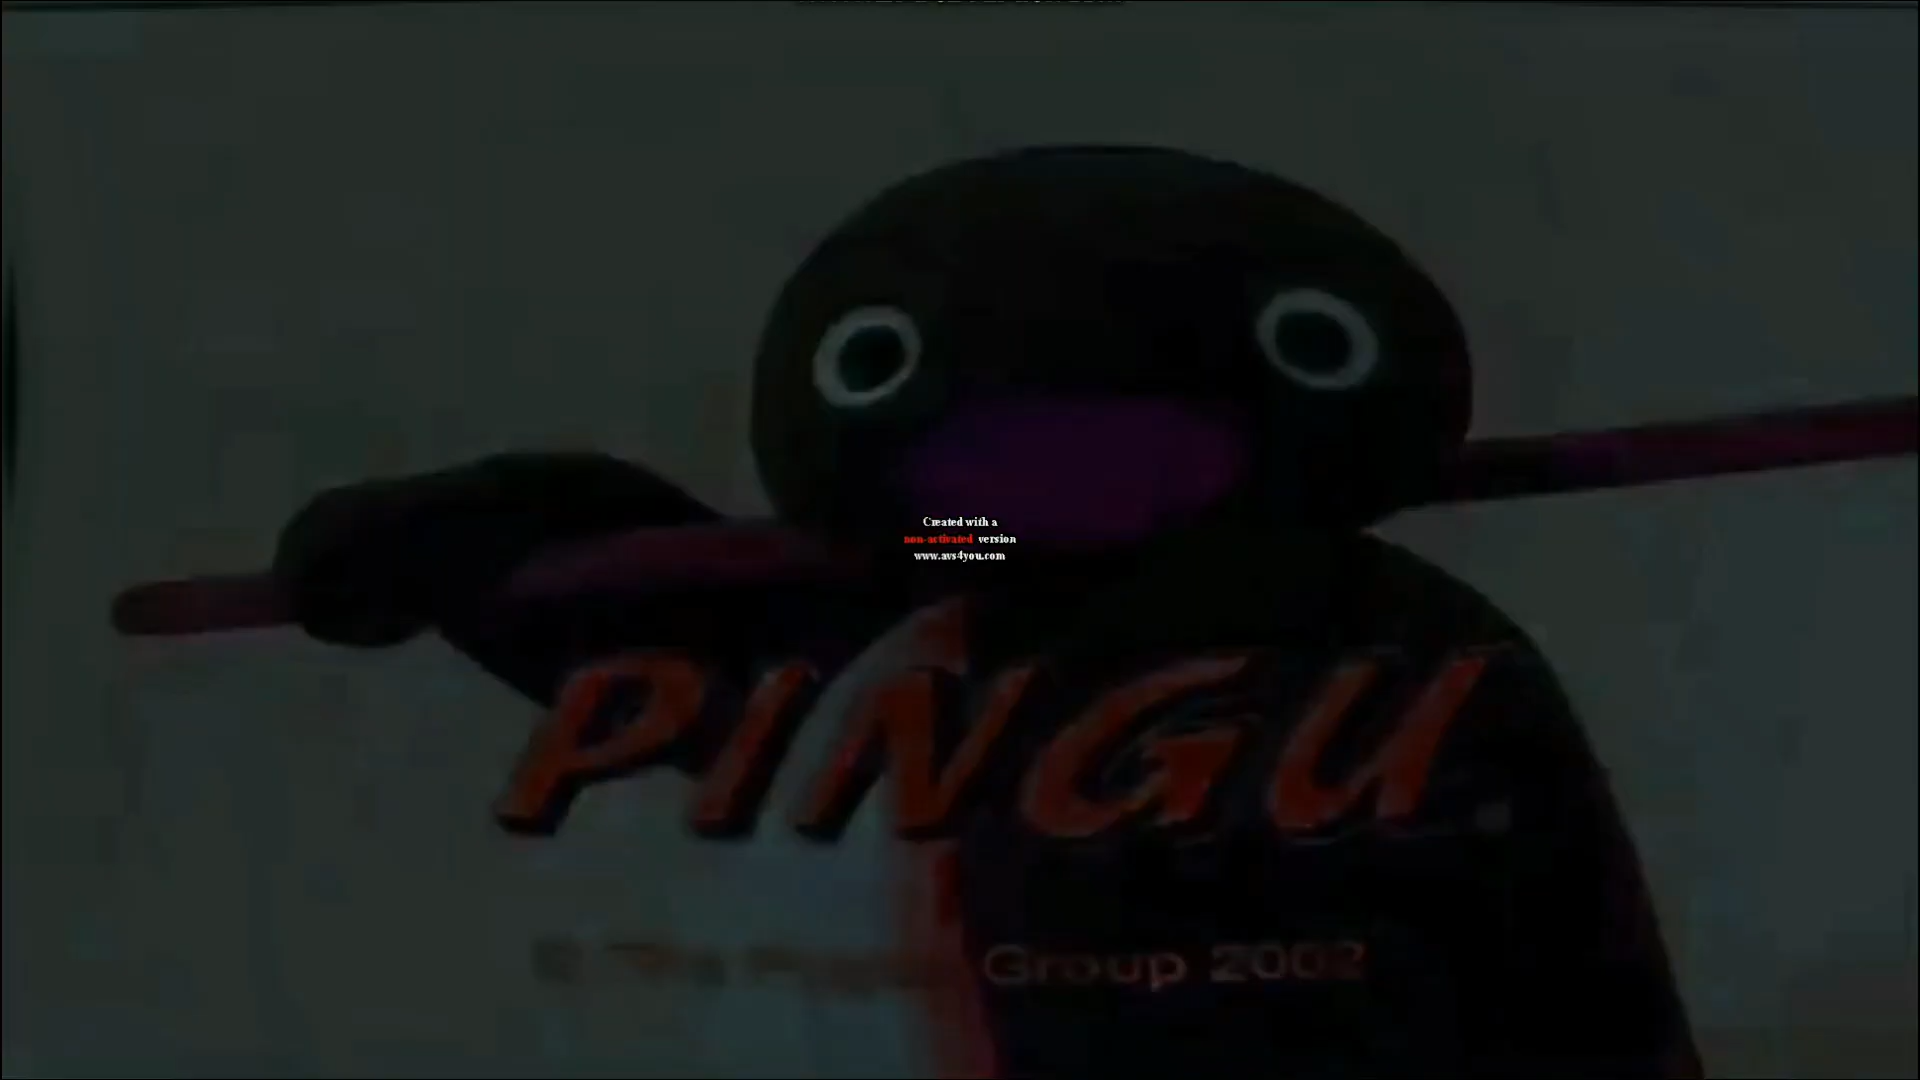 Created with a
non-activated version
www.avs4you.com
PINGU
Group 2002